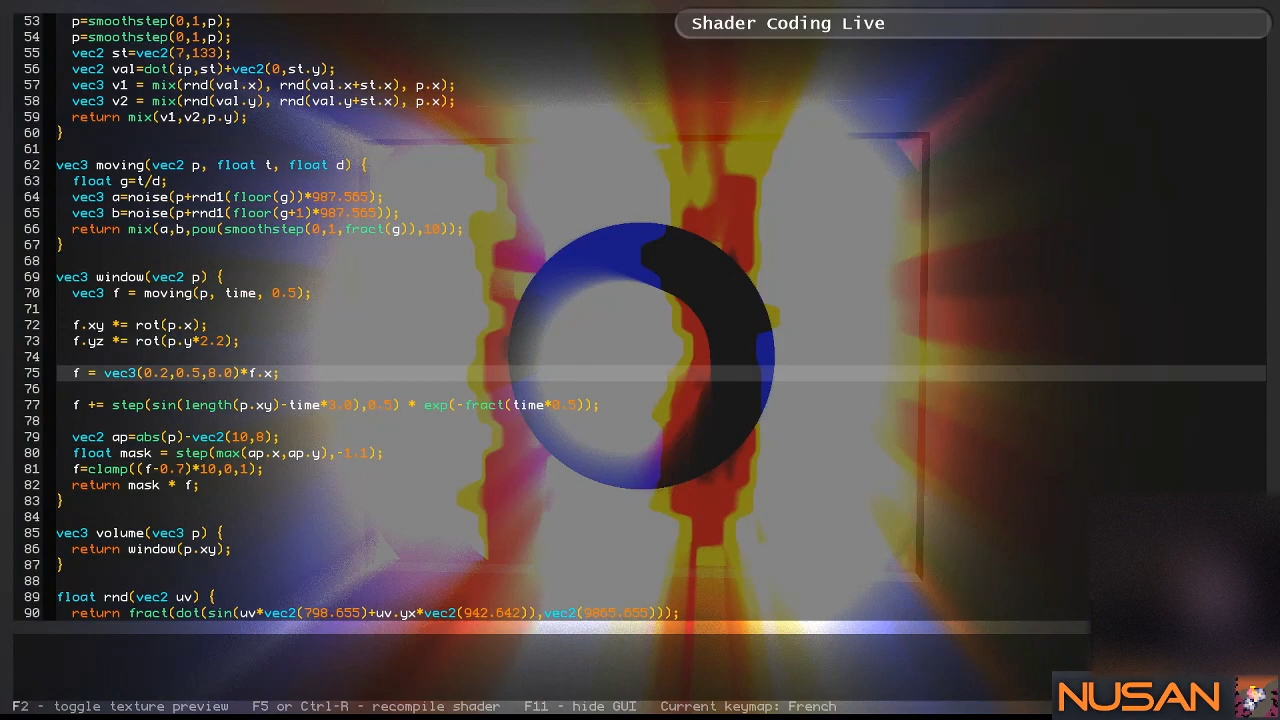 Shader Coding Live
53 p=smoothstep(0,1,p);
54 p=smoothstep(0,1,p);
55 vec2 st=vec2(7,133);
56 vec2 val=dot(ip,st)+vec2(0,st.y);
57 vec3 v1 = mix(rnd(val.x), rnd(val.x+st.x), p.x);
58 vec3 v2 = mix(rnd(val.y), rnd(val.y+st.x), p.x);
59 return mix(v1,v2,p.y);
60 }
61
62 vec3 moving(vec2 p, float t, float d) {
63 float g=t/d;
64 vec3 a=noise(p+rnd1(floor(g))*987.565);
65 vec3 b=noise(p+rnd1(floor(g+1)*987.565));
66 return mix(a,b,pow(smoothstep(0,1,fract(g)),10));
67 }
68
69 vec3 window(vec2 p) {
70 vec3 f = moving(p, time, 0.5);
71
72 f.xy *= rot(p.x);
73 f.yz *= rot(p.y*2.2);
74
75 f = vec3(0.2,0.5,8.0)*f.x;
76
77 f += step(sin(length(p.xy)-time*3.0),0.5) * exp(-fract(time*0.5));
78
79 vec2 ap=abs(p)-vec2(10,8);
80 float mask = step(max(ap.x,ap.y),-1.1);
81 f=clamp((f-0.7)*10,0,1);
82 return mask * f;
83 }
84
85 vec3 volume(vec3 p) {
86 return window(p.xy);
87 }
88
89 float rnd(vec2 uv) {
90 return fract(dot(sin(uv*vec2(798.655)+uv.yx*vec2(942.642)),vec2(9865.655)));
F2 - toggle texture preview F5 or Ctrl-R - recompile shader F11 - hide GUI Current keymap: French
NUSAN